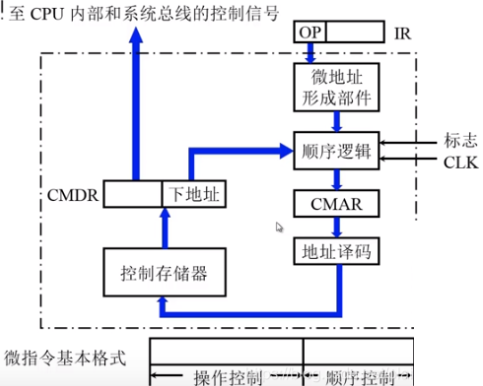 至 CPU 内部和系统总线的控制信号
OP
IR
微地址
形成部件
顺序逻辑
标志
CLK
CMDR
下地址
CMAR
控制存储器
地址译码
微指令基本格式
操作控制
顺序控制